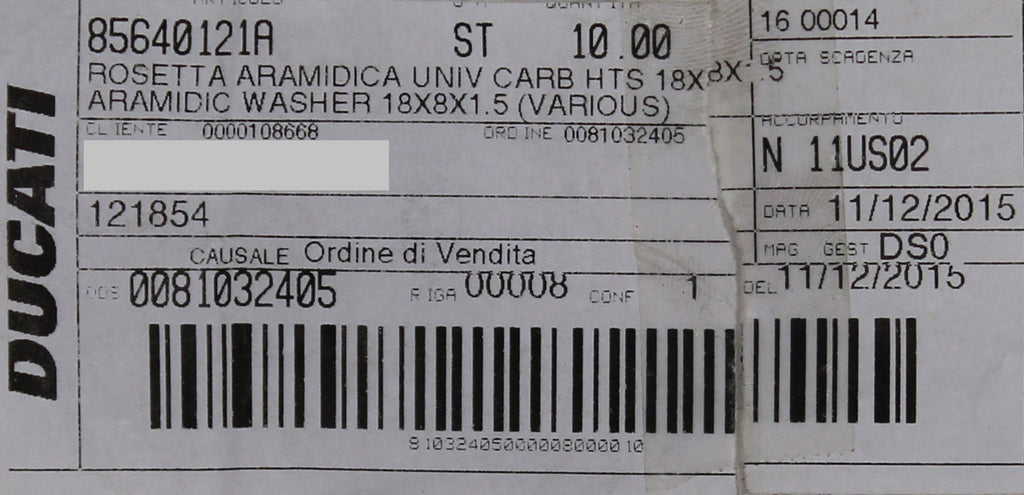 DUCATI
85640121A ST 10.00
16 00014
ROSETTA ARAMIDICA UNIV CARB HTS 18X8X1.5
DATA SCADENZA
ARAMIDIC WASHER 18X8X1.5 (VARIOUS)
CLIENTE 0000108668 ORDINE 0081032405
ACCORPAMENTO
N 11US02
121854
DATA 11/12/2015
CAUSALE Ordine di Vendita
MAG GEST DS0
ODS 0081032405 RIGA 00008 CONF 1
DEL 11/12/2015